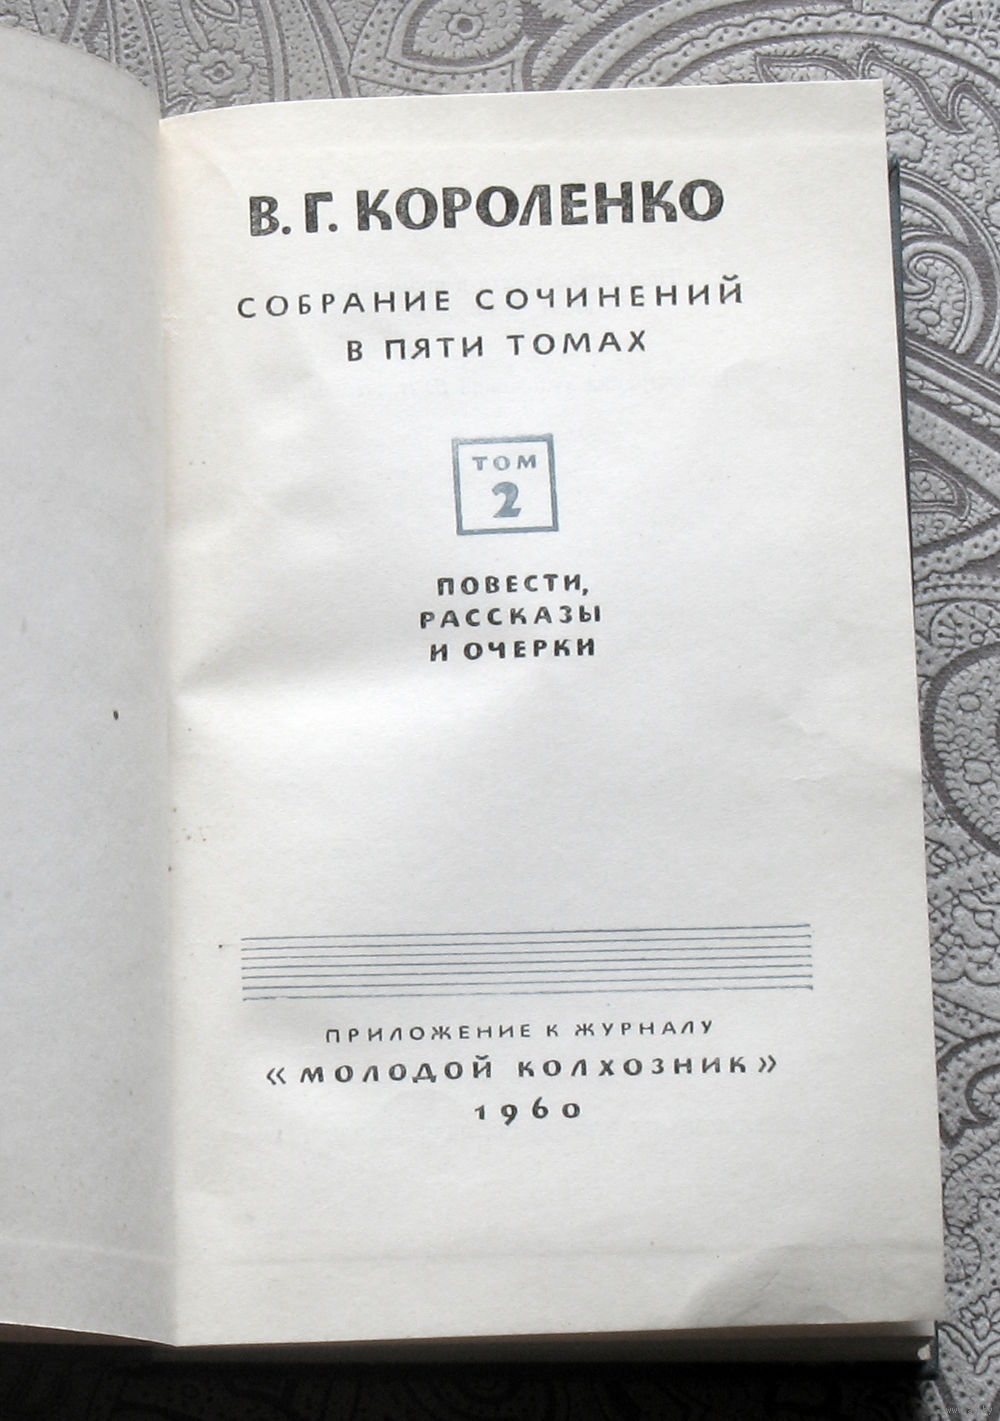 В. Г. КОРОЛЕНКО
СОБРАНИЕ СОЧИНЕНИЙ
В ПЯТИ ТОМАХ
ТОМ
2
ПОВЕСТИ,
РАССКАЗЫ
И ОЧЕРКИ
ПРИЛОЖЕНИЕ К ЖУРНАЛУ
«МОЛОДОЙ КОЛХОЗНИК»
1960